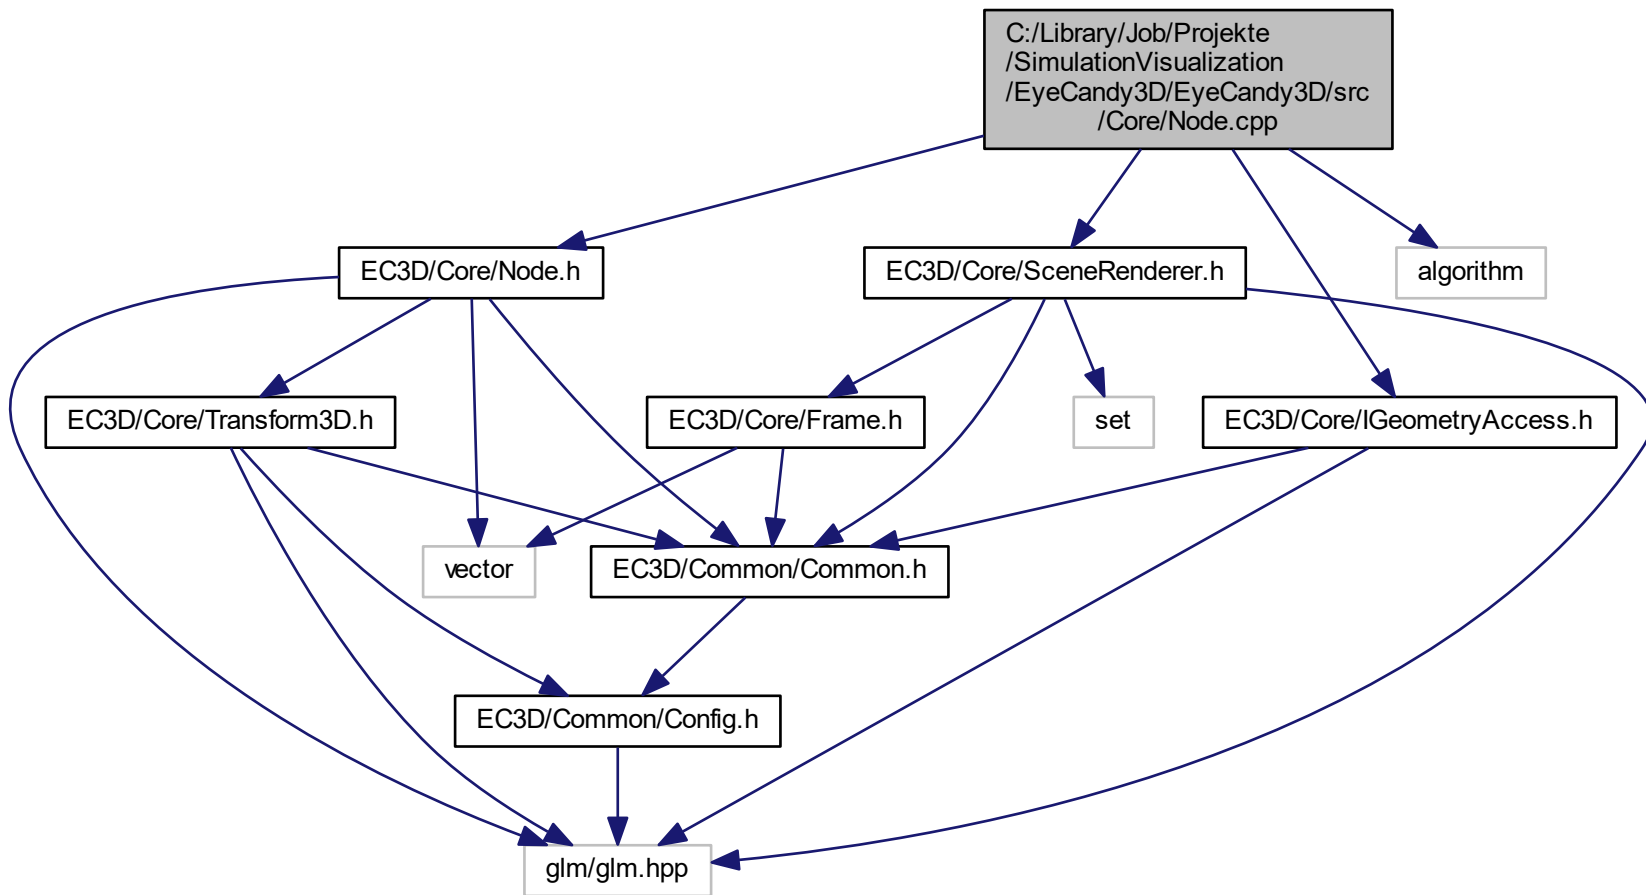 C:/Library/Job/Projekte
/SimulationVisualization
/EyeCandy3D/EyeCandy3D/src
/Core/Node.cpp
EC3D/Core/Node.h
EC3D/Core/SceneRenderer.h
algorithm
EC3D/Core/Transform3D.h
EC3D/Core/Frame.h
set
EC3D/Core/IGeometryAccess.h
vector
EC3D/Common/Common.h
EC3D/Common/Config.h
glm/glm.hpp